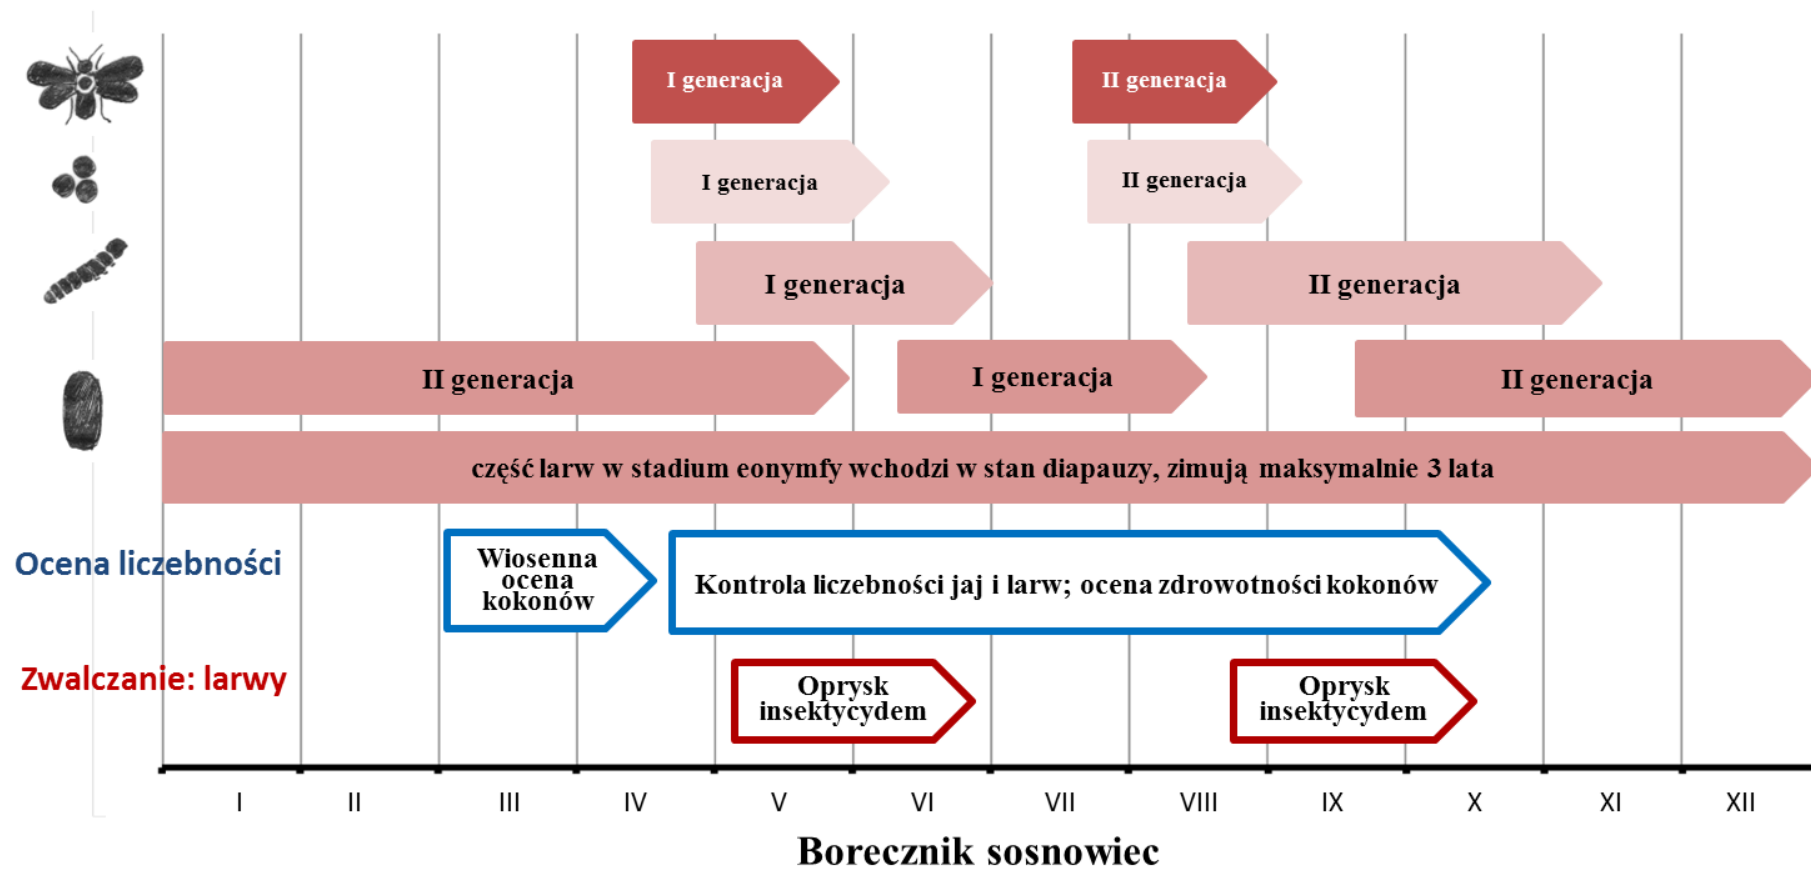 I generacja
II generacja
I generacja
II generacja
I generacja
II generacja
II generacja
I generacja
II generacja
część larw w stadium eonymfy wchodzi w stan diapauzy, zimują maksymalnie 3 lata
Ocena liczebności
Wiosenna
ocena
kokonów
Kontrola liczebności jaj i larw; ocena zdrowotności kokonów
Zwalczanie: larwy
Oprysk
insektycydem
Oprysk
insektycydem
I II III IV V VI VII VIII IX X XI XII
Borecznik sosnowiec